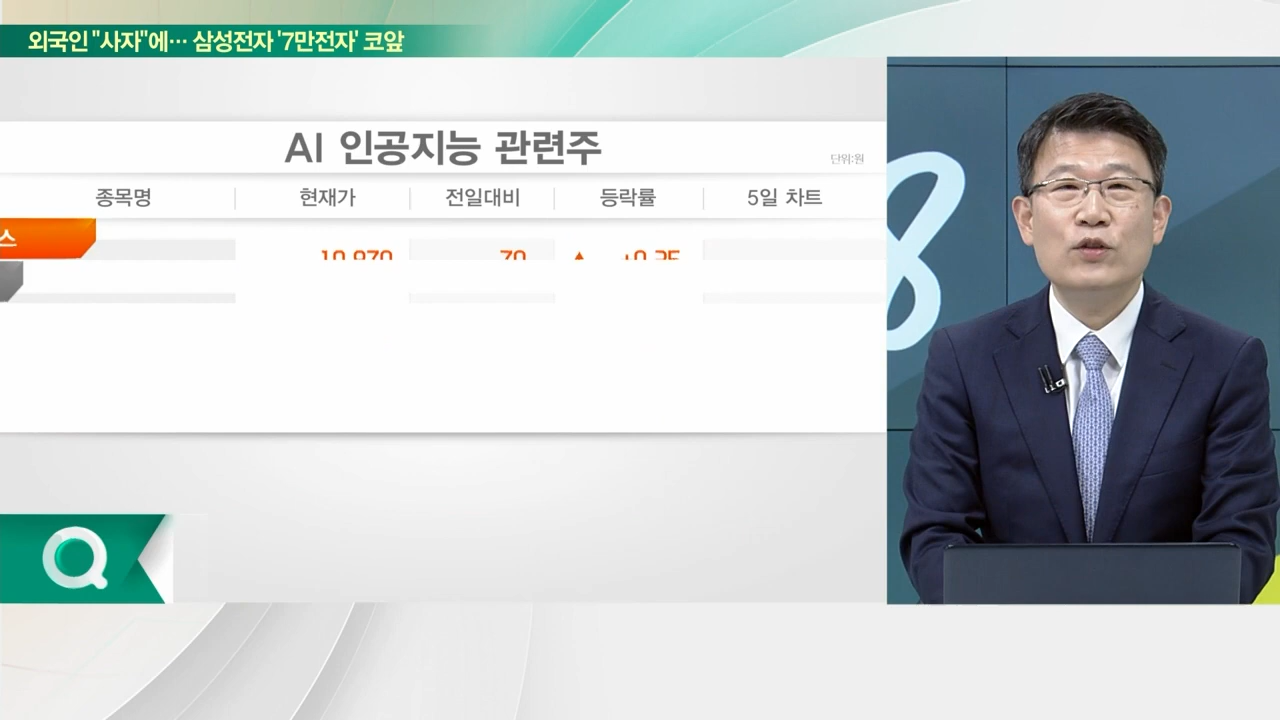 외국인 "사자"에… 삼성전자 '7만전자' 코앞
AI 인공지능 관련주
단위:원
종목명 현재가 전일대비 등락률 5일 차트
스
8
Q